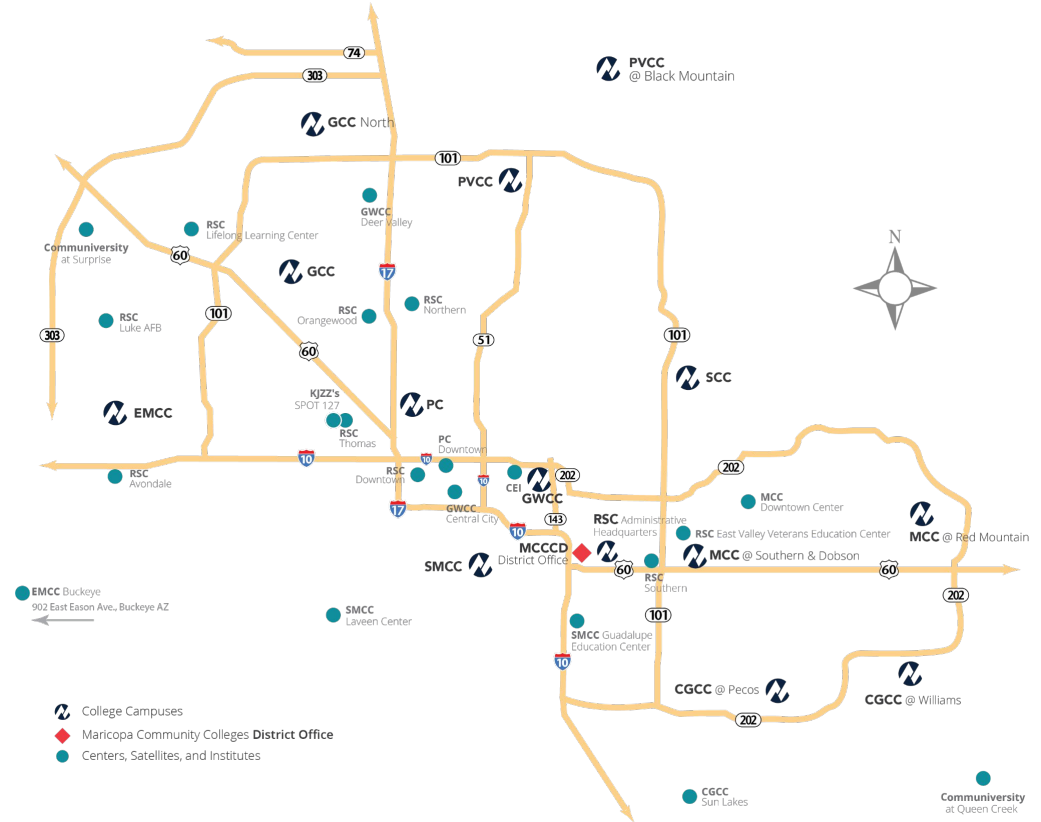 74
PVCC
@ Black Mountain
303
GCC North
101
PVCC
GWCC
Deer Valley
RSC
Lifelong Learning Center
Communiversity
at Surprise
60
N
GCC
17
RSC
Northern
RSC
Orangewood
101
RSC
Luke AFB
303
51
101
60
SCC
KJZZ's
SPOT 127
PC
EMCC
RSC
Thomas
PC
Downtown
10
10
202
RSC
Avondale
RSC
Downtown
10
CEI
202
GWCC
GWCC
Central City
MCC
Downtown Center
17
143
10
RSC Administrative
Headquarters
RSC East Valley Veterans Education Center
MCC @ Red Mountain
MCCCD
District Office
MCC @ Southern & Dobson
SMCC
60
60
RSC
Southern
EMCC Buckeye
902 East Eason Ave., Buckeye AZ
202
SMCC
Laveen Center
101
SMCC Guadalupe
Education Center
10
CGCC @ Pecos
CGCC @ Williams
202
College Campuses
Maricopa Community Colleges District Office
Centers, Satellites, and Institutes
CGCC
Sun Lakes
Communiversity
at Queen Creek